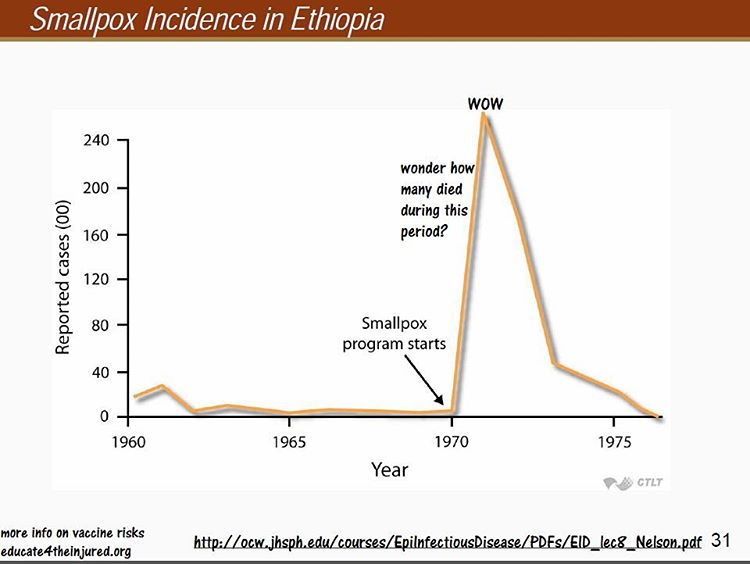 Smallpox Incidence in Ethiopia
WOW
240
wonder how
many died
during this
period?
200
160
120
80
40
0
Reported cases (00)
Smallpox
program starts
1960
1965
1970
1975
Year
CTLT
more info on vaccine risks
educate4theinjured.org
http://ocw.jhsph.edu/courses/EpiInfectiousDisease/PDFs/EID_lec8_Nelson.pdf 31